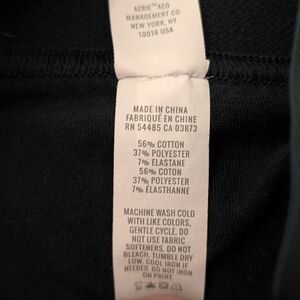 AERIE™ AEO
MANAGEMENT CO.
NEW YORK, NY
10016 USA
MADE IN CHINA
FABRIQUÉ EN CHINE
RN 54485 CA 03873
56% COTTON
37% POLYESTER
7% ELASTANE
56% COTON
37% POLYESTER
7% ÉLASTHANNE
MACHINE WASH COLD
WITH LIKE COLORS,
GENTLE CYCLE. DO
NOT USE FABRIC
SOFTENERS. DO NOT
BLEACH. TUMBLE DRY
LOW. COOL IRON IF
NEEDED. DO NOT IRON
ON PRINT.